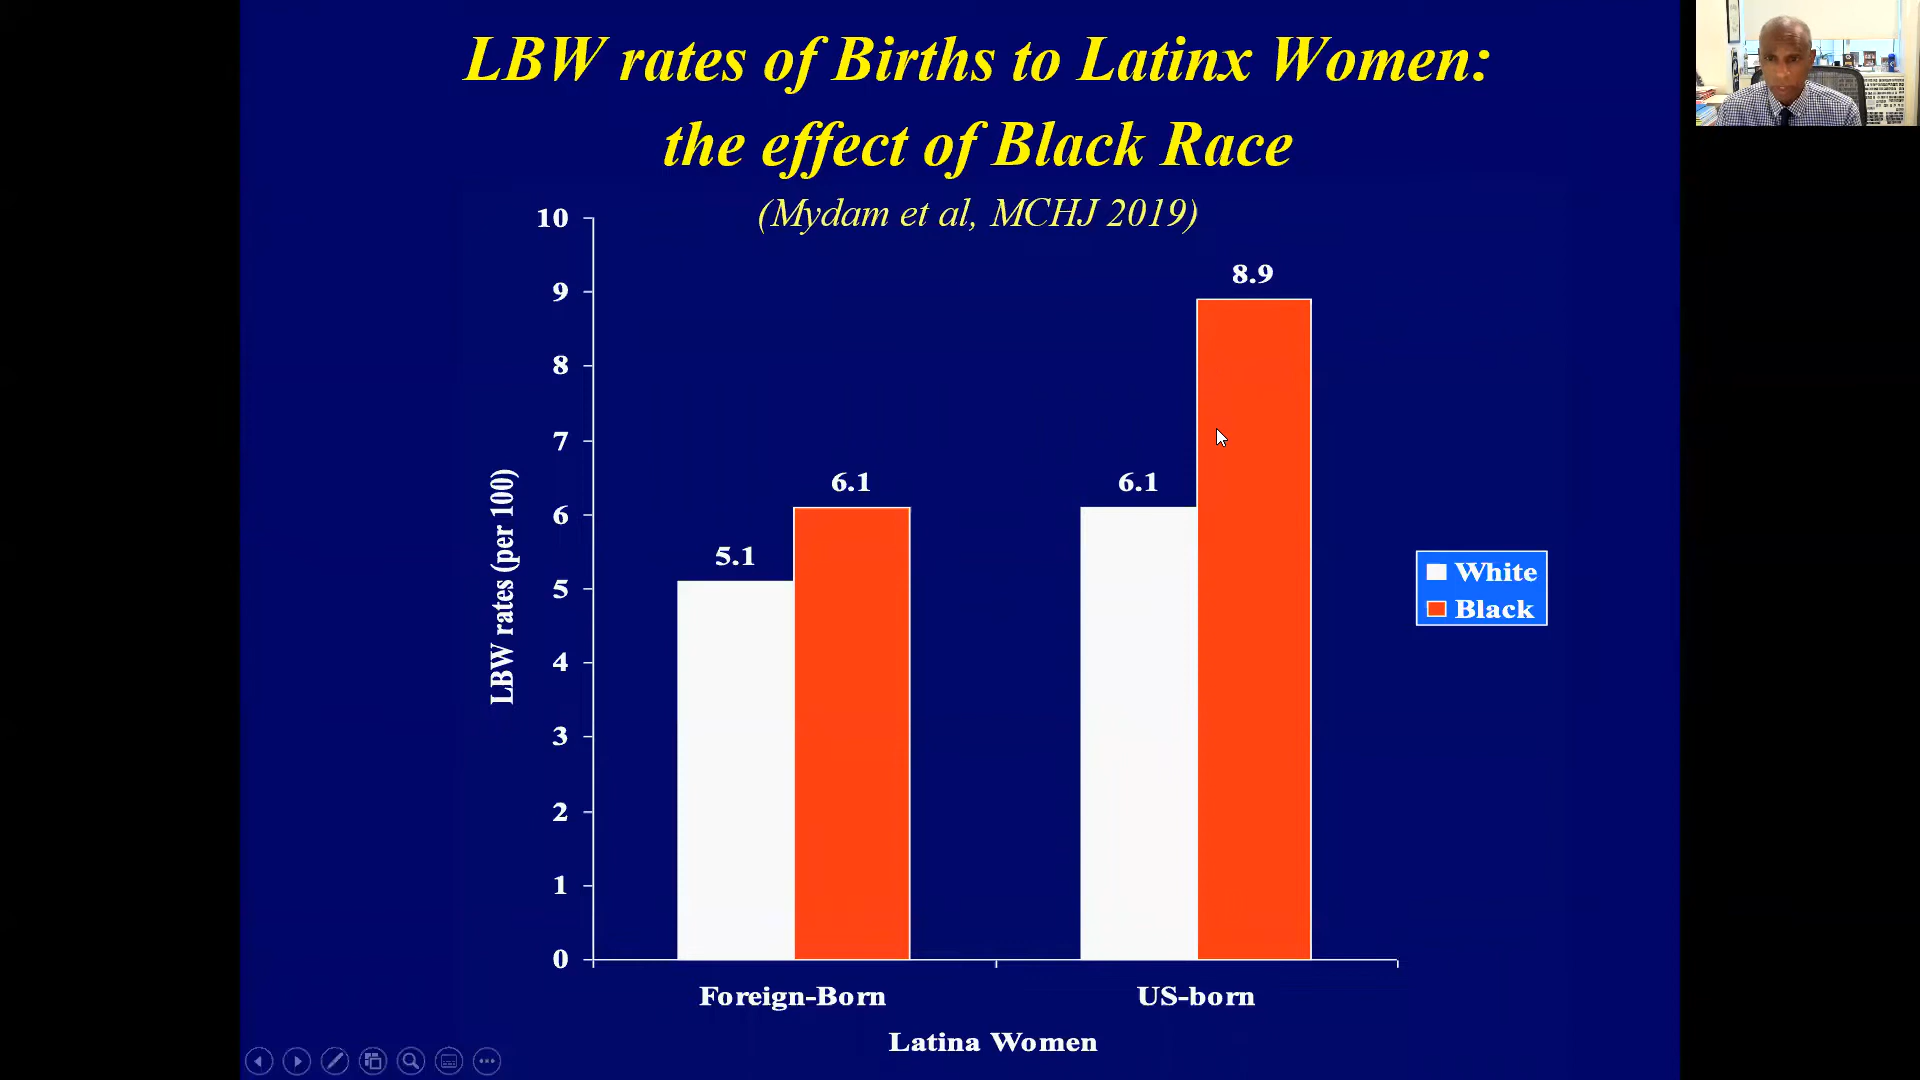 LBW rates of Births to Latinx Women:
the effect of Black Race
(Mydam et al, MCHJ 2019)
10
9
8
7
6
5
4
3
2
1
0
LBW rates (per 100)
5.1
6.1
6.1
8.9
White
Black
Foreign-Born
US-born
Latina Women